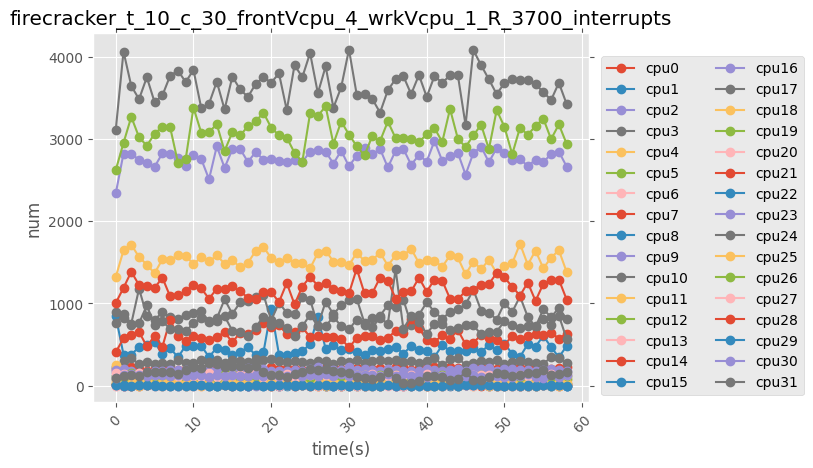 firecracker_t_10_c_30_frontVcpu_4_wrkVcpu_1_R_3700_interrupts
4000
3000
2000
1000
0
num
0
10
20
30
40
50
60
time(s)
cpu0
cpu1
cpu2
cpu3
cpu4
cpu5
cpu6
cpu7
cpu8
cpu9
cpu10
cpu11
cpu12
cpu13
cpu14
cpu15
cpu16
cpu17
cpu18
cpu19
cpu20
cpu21
cpu22
cpu23
cpu24
cpu25
cpu26
cpu27
cpu28
cpu29
cpu30
cpu31